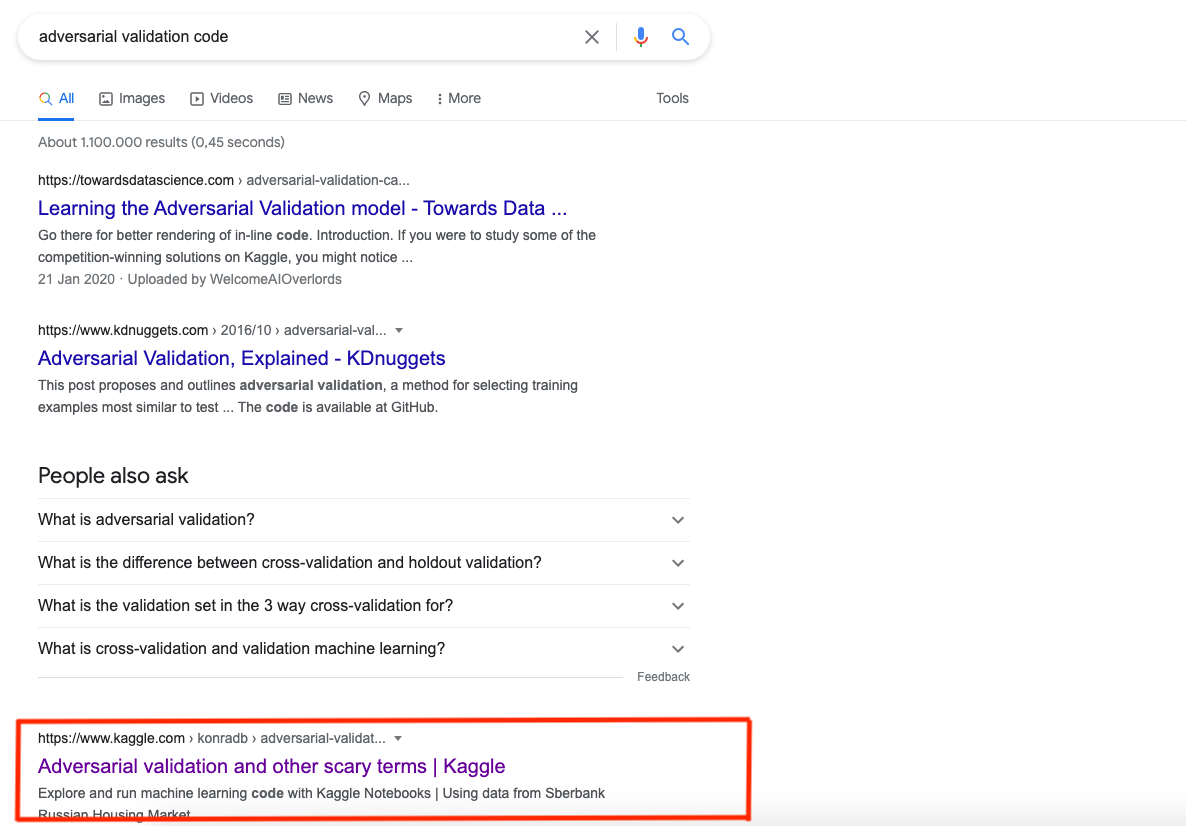 adversarial validation code
All Images Videos News Maps More Tools
About 1.100.000 results (0,45 seconds)
https://towardsdatascience.com › adversarial-validation-ca...
Learning the Adversarial Validation model - Towards Data ...
Go there for better rendering of in-line code. Introduction. If you were to study some of the
competition-winning solutions on Kaggle, you might notice ...
21 Jan 2020 · Uploaded by WelcomeAIOverlords
https://www.kdnuggets.com › 2016/10 › adversarial-val...
Adversarial Validation, Explained - KDnuggets
This post proposes and outlines adversarial validation, a method for selecting training
examples most similar to test ... The code is available at GitHub.
People also ask
What is adversarial validation?
What is the difference between cross-validation and holdout validation?
What is the validation set in the 3 way cross-validation for?
What is cross-validation and validation machine learning?
Feedback
https://www.kaggle.com › konradb › adversarial-validat...
Adversarial validation and other scary terms | Kaggle
Explore and run machine learning code with Kaggle Notebooks | Using data from Sberbank
Russian Housing Market